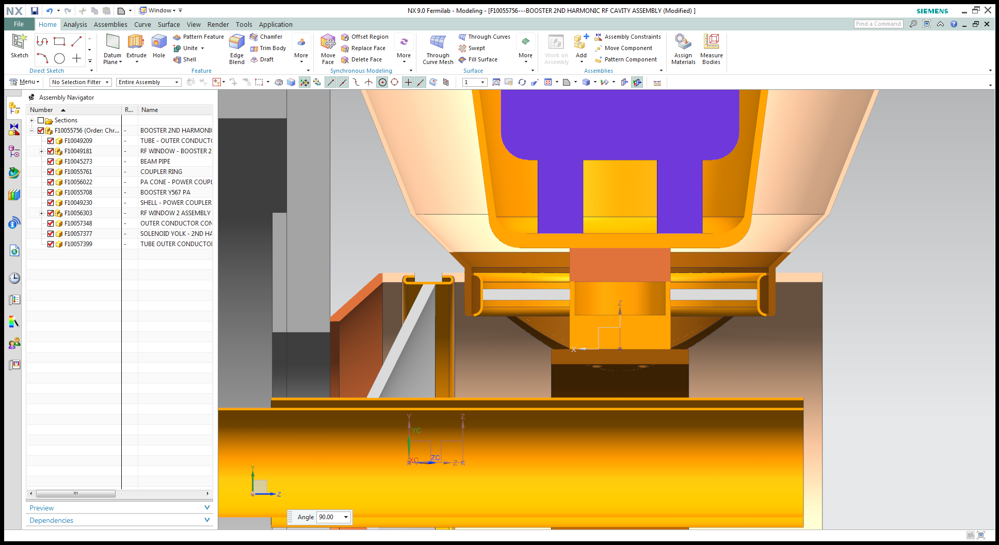 NX Window NX 9.0 Fermilab - Modeling - [F10055756---BOOSTER 2ND HARMONIC RF CAVITY ASSEMBLY (Modified) ] SIEMENS
File Home Analysis Assemblies Curve Surface View Render Tools Application Find a Command
Sketch
Direct Sketch
Datum Plane
Extrude
Hole
Pattern Feature
Unite
Shell
Edge Blend
Chamfer
Trim Body
Draft
More
Feature
Move Face
Offset Region
Replace Face
Delete Face
More
Synchronous Modeling
Through Curve Mesh
Through Curves
Swept
Fill Surface
More
Surface
Work on Assembly
Add
Assembly Constraints
Move Component
Pattern Component
Assemblies
Assign Materials
Measure Bodies
Menu No Selection Filter Entire Assembly 1
Assembly Navigator
Number R... Name
Sections
F10055756 (Order: Chr... - BOOSTER 2ND HARMONIC
F10049209 - TUBE - OUTER CONDUCTO
F10049181 - RF WINDOW - BOOSTER 2
F10045273 - BEAM PIPE
F10055761 - COUPLER RING
F10056022 - PA CONE - POWER COUPL
F10055708 - BOOSTER Y567 PA
F10049230 - SHELL - POWER COUPLER
F10056303 - RF WINDOW 2 ASSEMBLY
F10057348 - OUTER CONDUCTOR CON
F10057377 - SOLENOID YOLK - 2ND HA
F10057399 - TUBE OUTER CONDUCTOR
Preview
Dependencies
Z
X
Y Z
YC
XC ZC Z
Y
Z
Angle 90.00